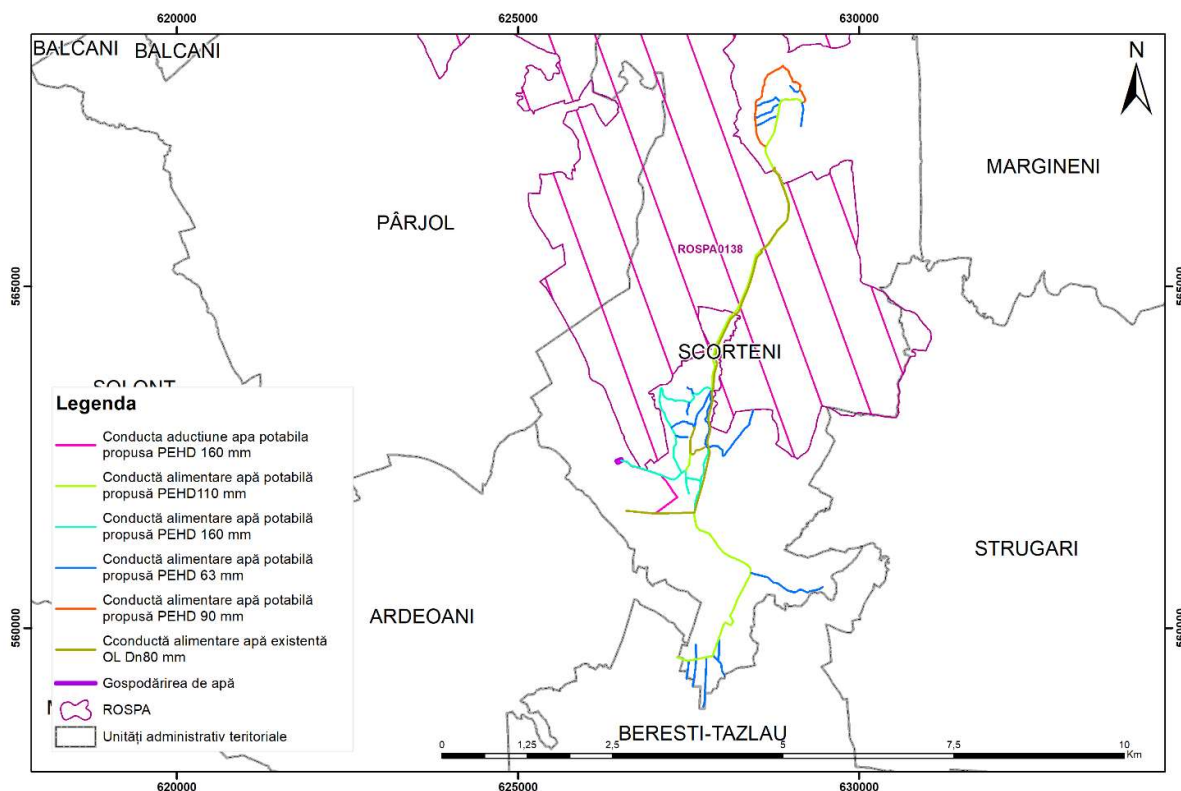 620000 625000 630000
BALCANI BALCANI
N
MARGINENI
PÂRJOL
ROSPA0138
565000 565000
SCORTENI
SOLONT
Legenda
Conducta aductiune apa potabila
propusa PEHD 160 mm
Conductă alimentare apă potabilă
propusă PEHD110 mm
Conductă alimentare apă potabilă
propusă PEHD 160 mm
Conductă alimentare apă potabilă
propusă PEHD 63 mm
Conductă alimentare apă potabilă
propusă PEHD 90 mm
Cconductă alimentare apă existentă
OL Dn80 mm
Gospodărirea de apă
ROSPA
Unități administrativ teritoriale
STRUGARI
ARDEOANI
560000 560000
BERESTI-TAZLAU
0 1,25 2,5 5 7,5 10
Km
620000 625000 630000